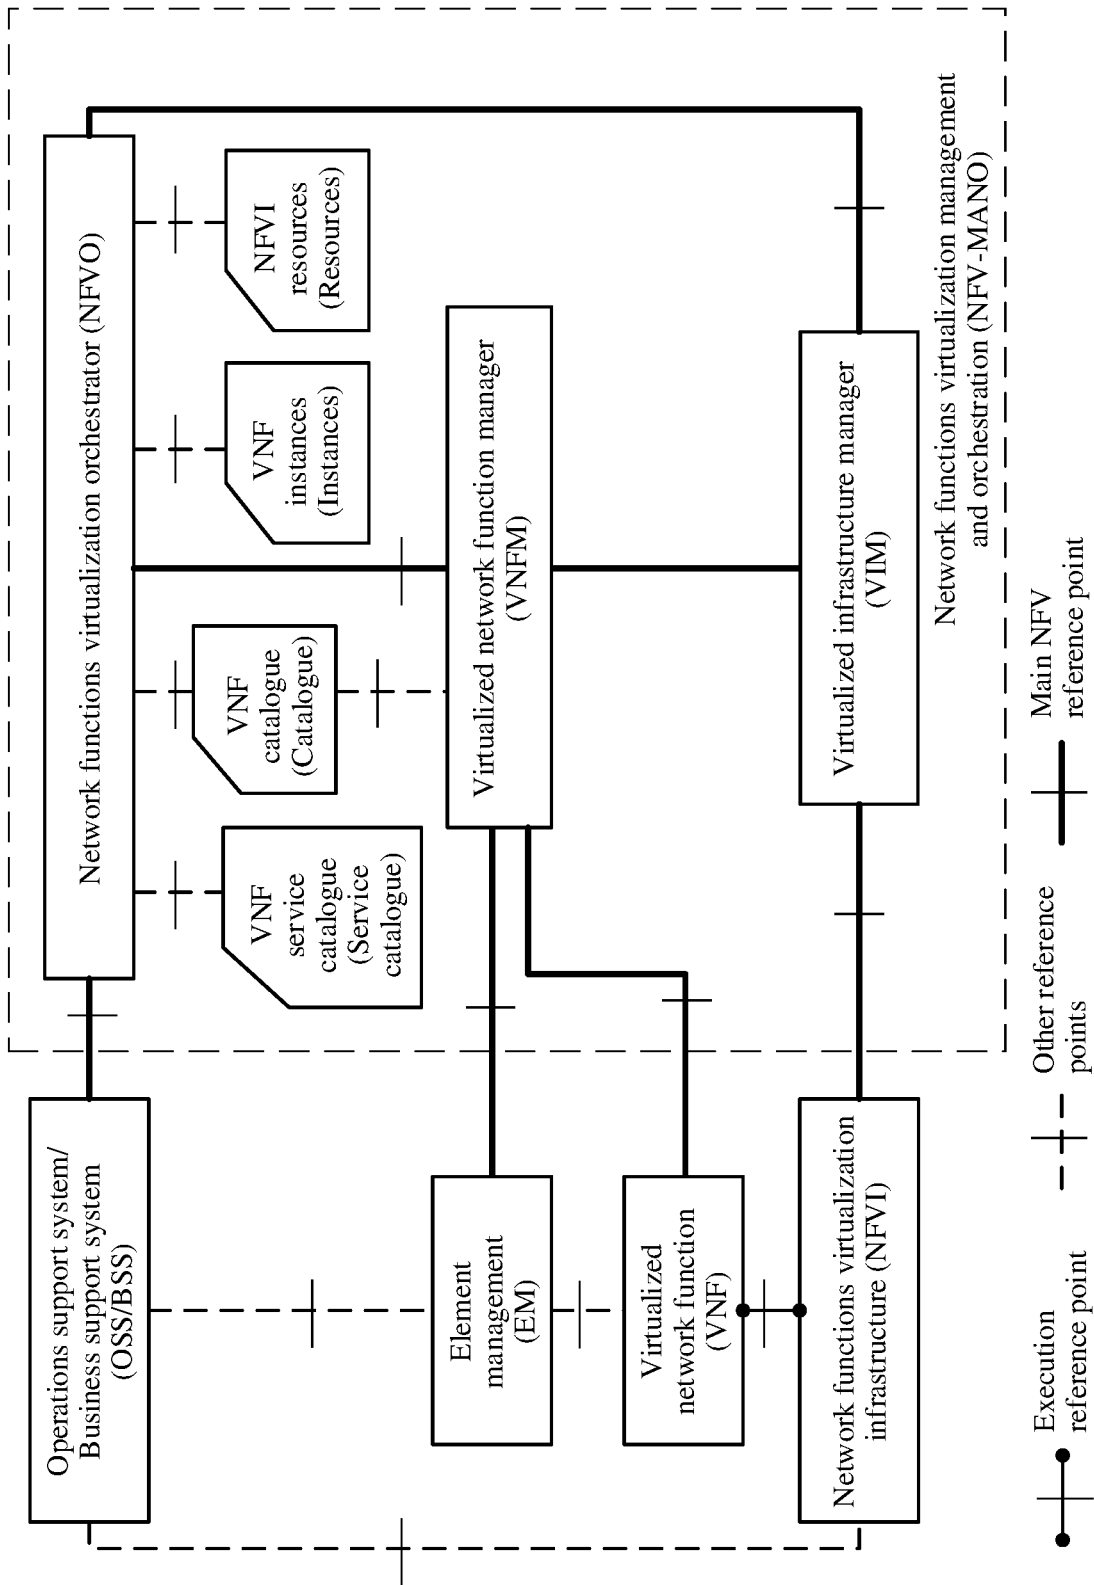 Operations support system/
Business support system
(OSS/BSS)
Network functions virtualization orchestrator (NFVO)
VNF
service
catalogue
(Service
catalogue)
VNF
catalogue
(Catalogue)
VNF
instances
(Instances)
NFVI
resources
(Resources)
Element
management
(EM)
Virtualized network function manager
(VNFM)
Virtualized
network function
(VNF)
Network functions virtualization
infrastructure (NFVI)
Virtualized infrastructure manager
(VIM)
Network functions virtualization management
and orchestration (NFV-MANO)
Execution
reference point
Other reference
points
Main NFV
reference point